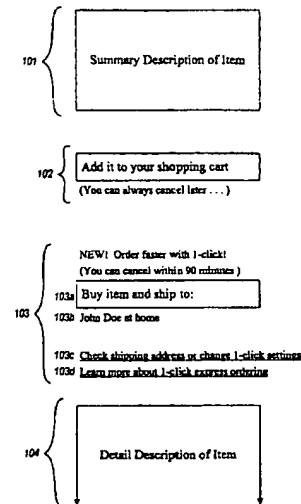 101
Summary Description of Item
102
Add it to your shopping cart
(You can always cancel later . . . )
NEW! Order faster with 1-click!
(You can cancel within 90 minutes )
103
103a Buy item and ship to:
103b John Doe at home
103c Check shipping address or change 1-click settings
103d Learn more about 1-click express ordering
104
Detail Description of Item